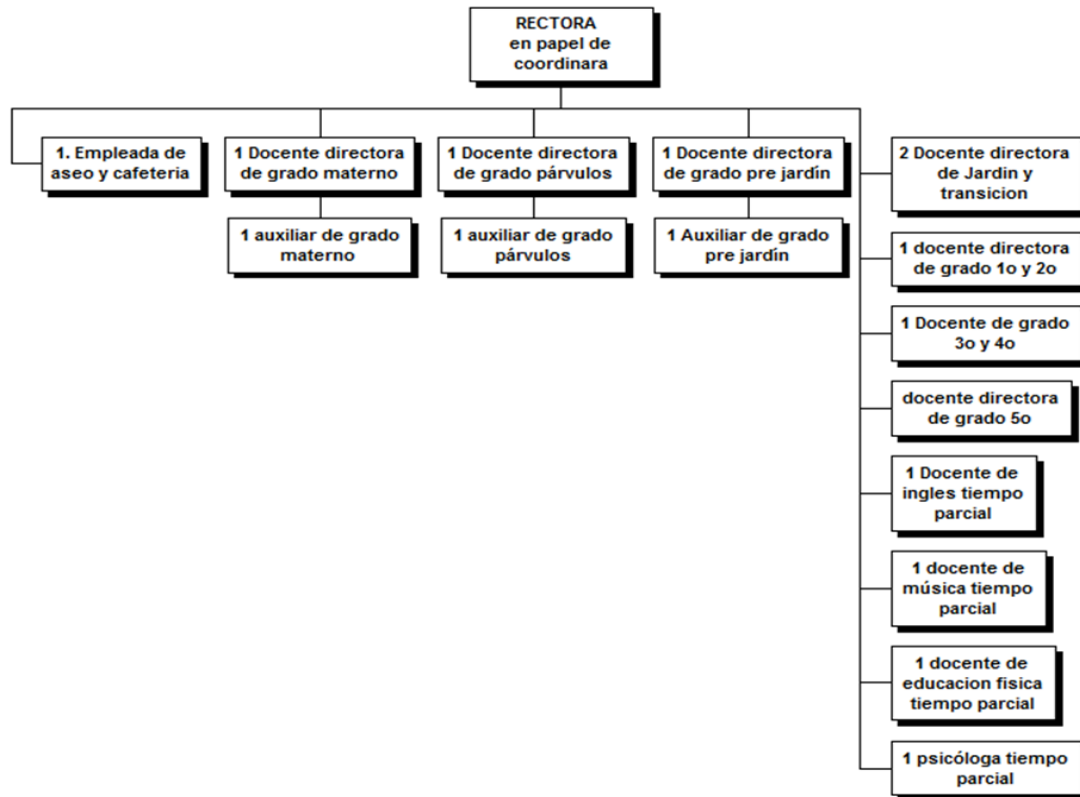 RECTORA
en papel de
coordinara
1. Empleada de
aseo y cafeteria
1 Docente directora
de grado materno
1 Docente directora
de grado párvulos
1 Docente directora
de grado pre jardín
2 Docente directora
de Jardin y
transicion
1 auxiliar de grado
materno
1 auxiliar de grado
párvulos
1 Auxiliar de grado
pre jardín
1 docente directora
de grado 1o y 2o
1 Docente de grado
3o y 4o
docente directora
de grado 5o
1 Docente de
ingles tiempo
parcial
1 docente de
música tiempo
parcial
1 docente de
educacion fisica
tiempo parcial
1 psicóloga tiempo
parcial